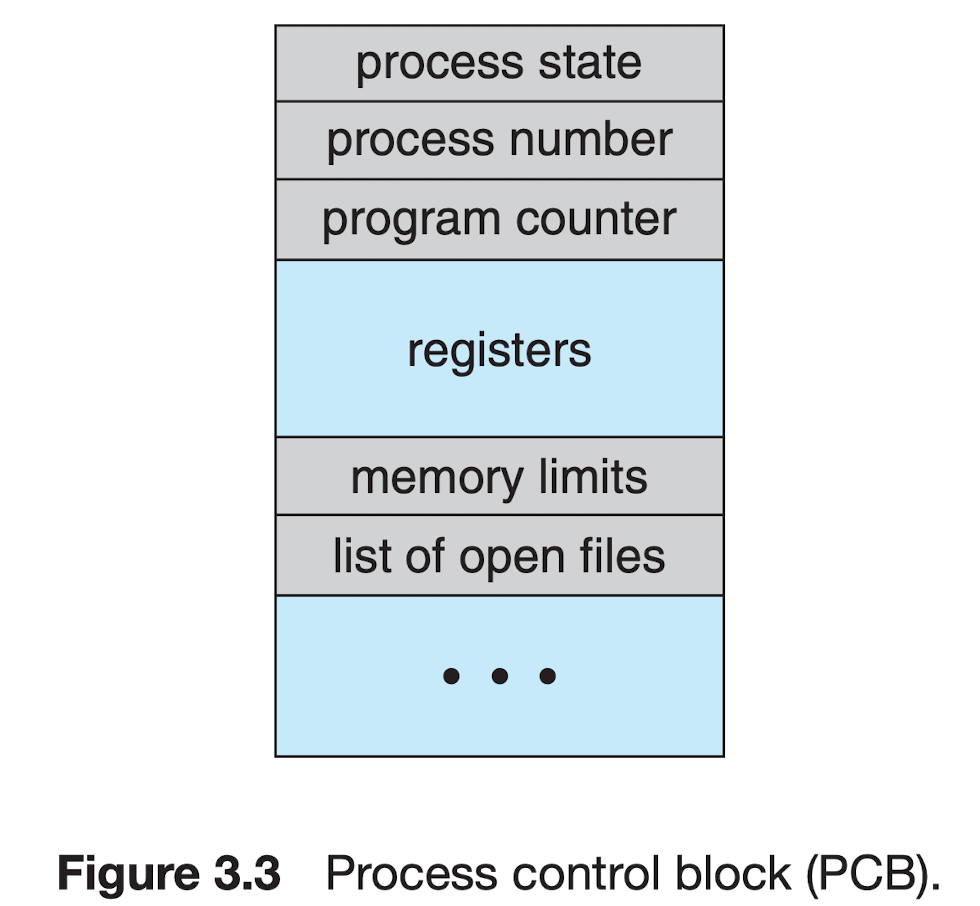 process state
process number
program counter
registers
memory limits
list of open files
• • •
Figure 3.3 Process control block (PCB).